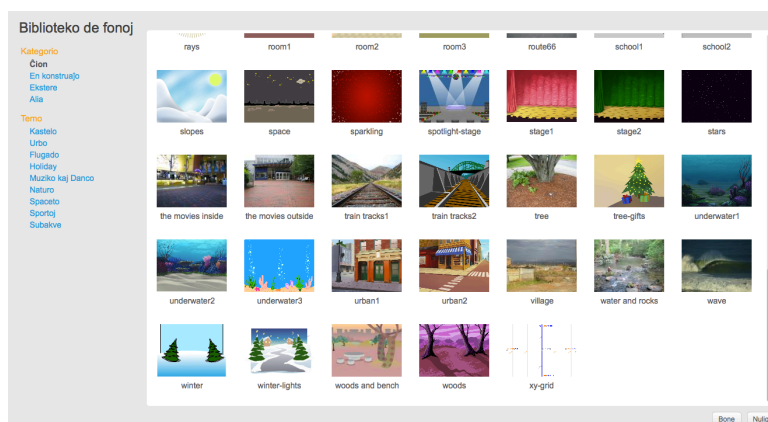 Biblioteko de fonoj
Kategorio
Ĉion
En konstruaĵo
Ekstere
Alia
Temo
Kastelo
Urbo
Flugado
Holiday
Muziko kaj Danco
Naturo
Spaceto
Sportoj
Subakve
rays room1 room2 room3 route66 school1 school2
slopes space sparkling spotlight-stage stage1 stage2 stars
the movies inside the movies outside train tracks1 train tracks2 tree tree-gifts underwater1
underwater2 underwater3 urban1 urban2 village water and rocks wave
winter winter-lights woods and bench woods xy-grid
Bone